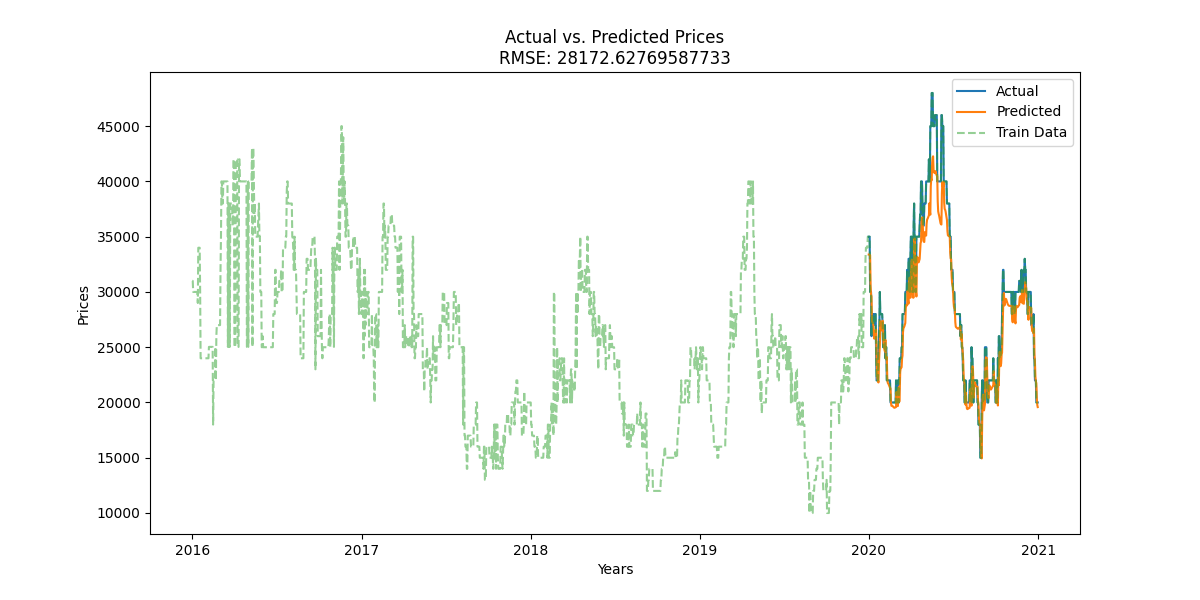 Actual vs. Predicted Prices
RMSE: 28172.62769587733
Actual
Predicted
Train Data
45000
40000
35000
30000
25000
20000
15000
10000
Prices
2016 2017 2018 2019 2020 2021
Years